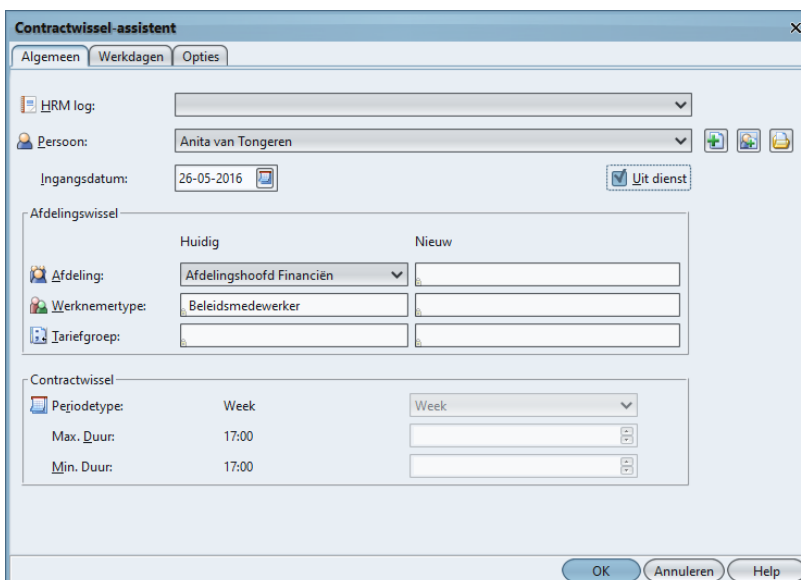 Contractwissel-assistent
Algemeen Werkdagen Opties
HRM log:
Persoon: Anita van Tongeren
Ingangsdatum: 26-05-2016 Uit dienst
Afdelingswissel
Huidig Nieuw
Afdeling: Afdelingshoofd Financiën
Werknemertype: Beleidsmedewerker
Tariefgroep:
Contractwissel
Periodetype: Week Week
Max. Duur: 17:00
Min. Duur: 17:00
OK Annuleren Help